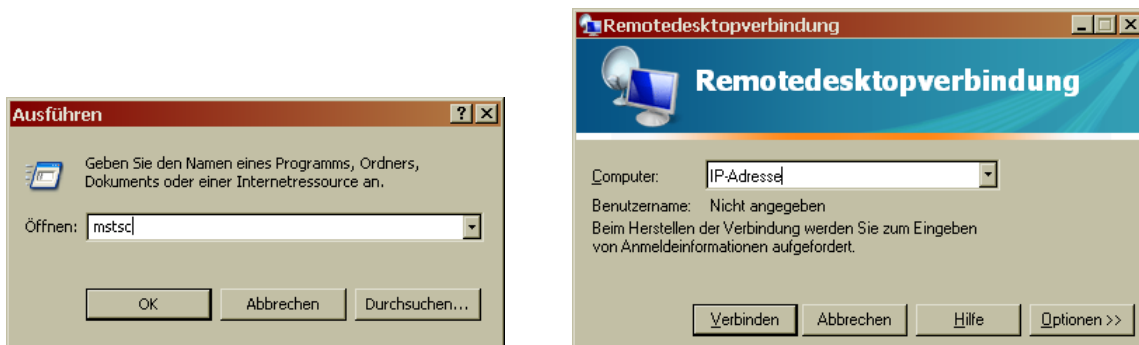 Ausführen
Geben Sie den Namen eines Programms, Ordners,
Dokuments oder einer Internetressource an.
Öffnen: mstsc
OK Abbrechen Durchsuchen...
Remotedesktopverbindung
Remotedesktopverbindung
Computer: IP-Adresse
Benutzername: Nicht angegeben
Beim Herstellen der Verbindung werden Sie zum Eingeben
von Anmeldeinformationen aufgefordert.
Verbinden Abbrechen Hilfe Optionen >>